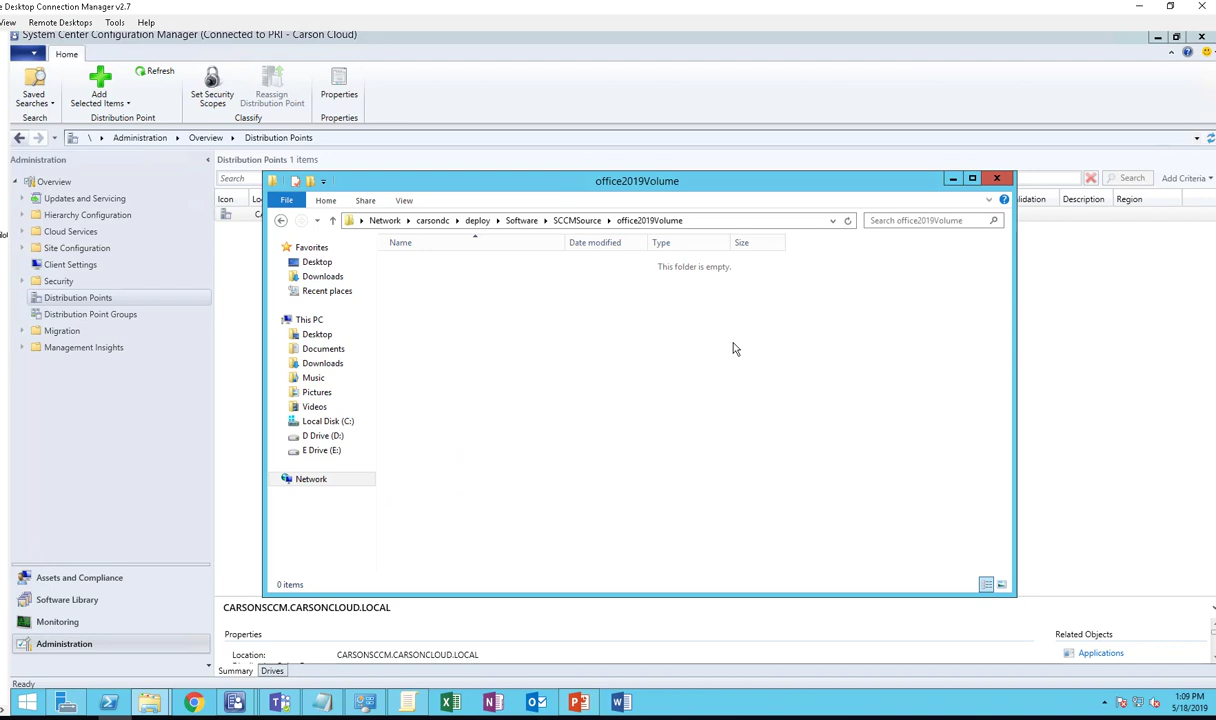 e Desktop Connection Manager v2.7
View Remote Desktops Tools Help
System Center Configuration Manager (Connected to PRI - Carson Cloud)
Home
Saved Searches
Search
Add Selected Items
Refresh
Distribution Point
Set Security Scopes
Reassign Distribution Point
Classify
Properties
Properties
\ Administration Overview Distribution Points
Administration
Overview
Updates and Servicing
Hierarchy Configuration
Cloud Services
Site Configuration
Client Settings
Security
Distribution Points
Distribution Point Groups
Migration
Management Insights
Assets and Compliance
Software Library
Monitoring
Administration
Ready
Distribution Points 1 items
Search
Search
Add Criteria
Icon
Description
Region
office2019Volume
File Home Share View
Network carsondc deploy Software SCCMSource office2019Volume
Search office2019Volume
Name Date modified Type Size
This folder is empty.
Favorites
Desktop
Downloads
Recent places
This PC
Desktop
Documents
Downloads
Music
Pictures
Videos
Local Disk (C:)
D Drive (D:)
E Drive (E:)
Network
0 items
CARSONSCCM.CARSONCLOUD.LOCAL
Properties
Location: CARSONSCCM.CARSONCLOUD.LOCAL
Related Objects
Applications
Summary Drives
1:09 PM
5/18/2019